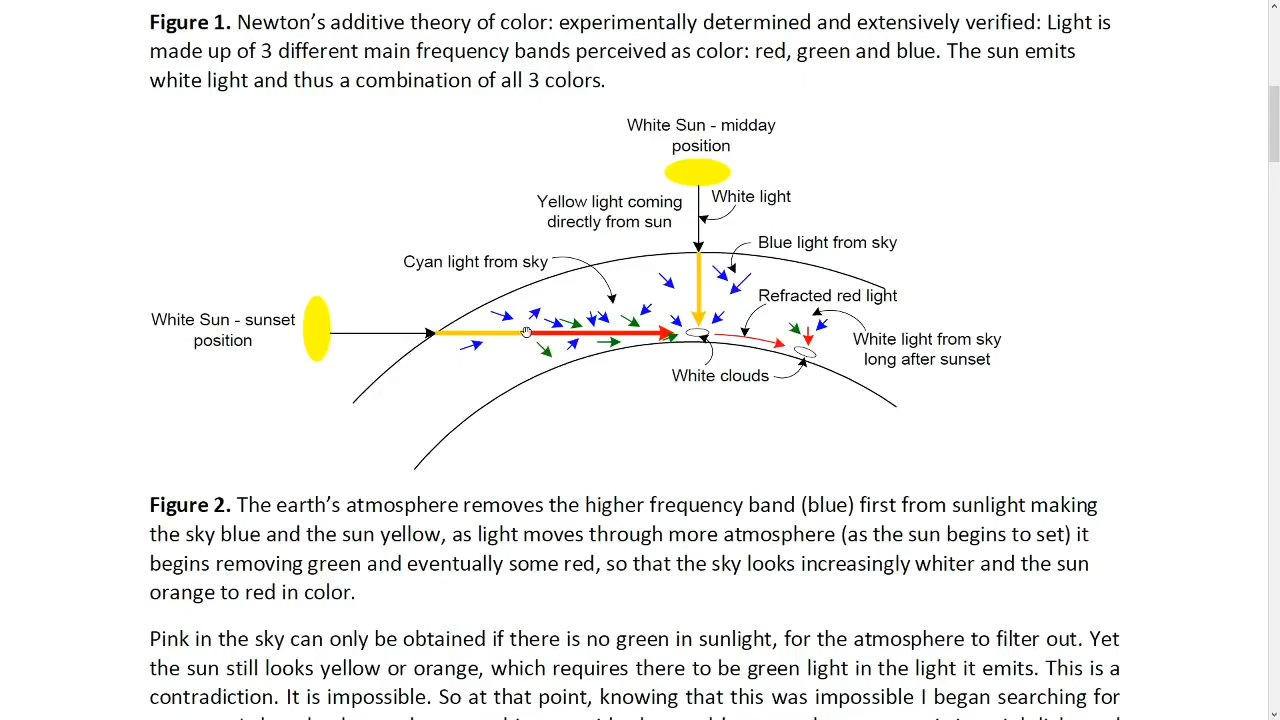 Figure 1. Newton’s additive theory of color: experimentally determined and extensively verified: Light is
made up of 3 different main frequency bands perceived as color: red, green and blue. The sun emits
white light and thus a combination of all 3 colors.
White Sun - midday
position
Yellow light coming
directly from sun
White light
Blue light from sky
Cyan light from sky
Refracted red light
White Sun - sunset
position
White light from sky
long after sunset
White clouds
Figure 2. The earth’s atmosphere removes the higher frequency band (blue) first from sunlight making
the sky blue and the sun yellow, as light moves through more atmosphere (as the sun begins to set) it
begins removing green and eventually some red, so that the sky looks increasingly whiter and the sun
orange to red in color.
Pink in the sky can only be obtained if there is no green in sunlight, for the atmosphere to filter out. Yet
the sun still looks yellow or orange, which requires there to be green light in the light it emits. This is a
contradiction. It is impossible. So at that point, knowing that this was impossible I began searching for